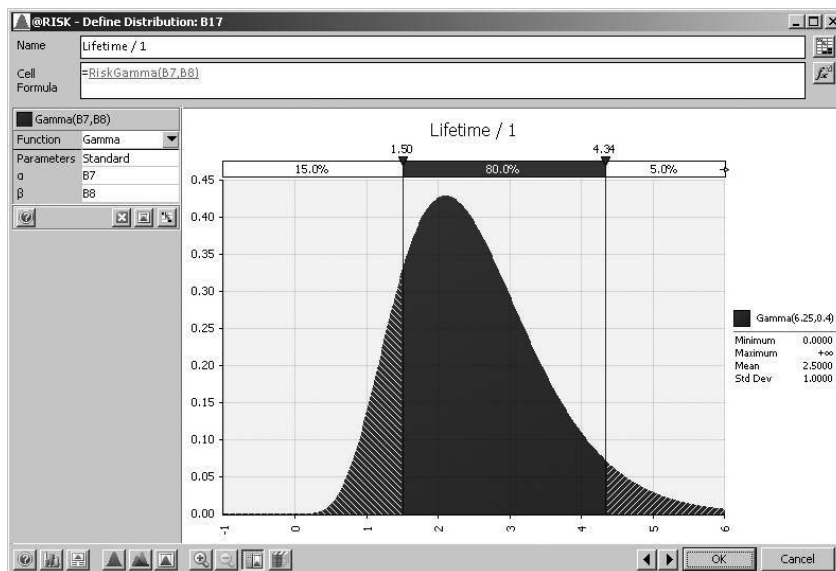 @RISK - Define Distribution: B17
Name Lifetime / 1
Cell Formula =RiskGamma(B7,B8)
Gamma(B7,B8)
Function Gamma
Parameters Standard
α B7
β B8
Lifetime / 1
1.50 4.34
15.0% 80.0% 5.0%
0.45
0.40
0.35
0.30
0.25
0.20
0.15
0.10
0.05
0.00
-1 0 1 2 3 4 5 6
Gamma(6.25,0.4)
Minimum 0.0000
Maximum +∞
Mean 2.5000
Std Dev 1.0000
OK Cancel